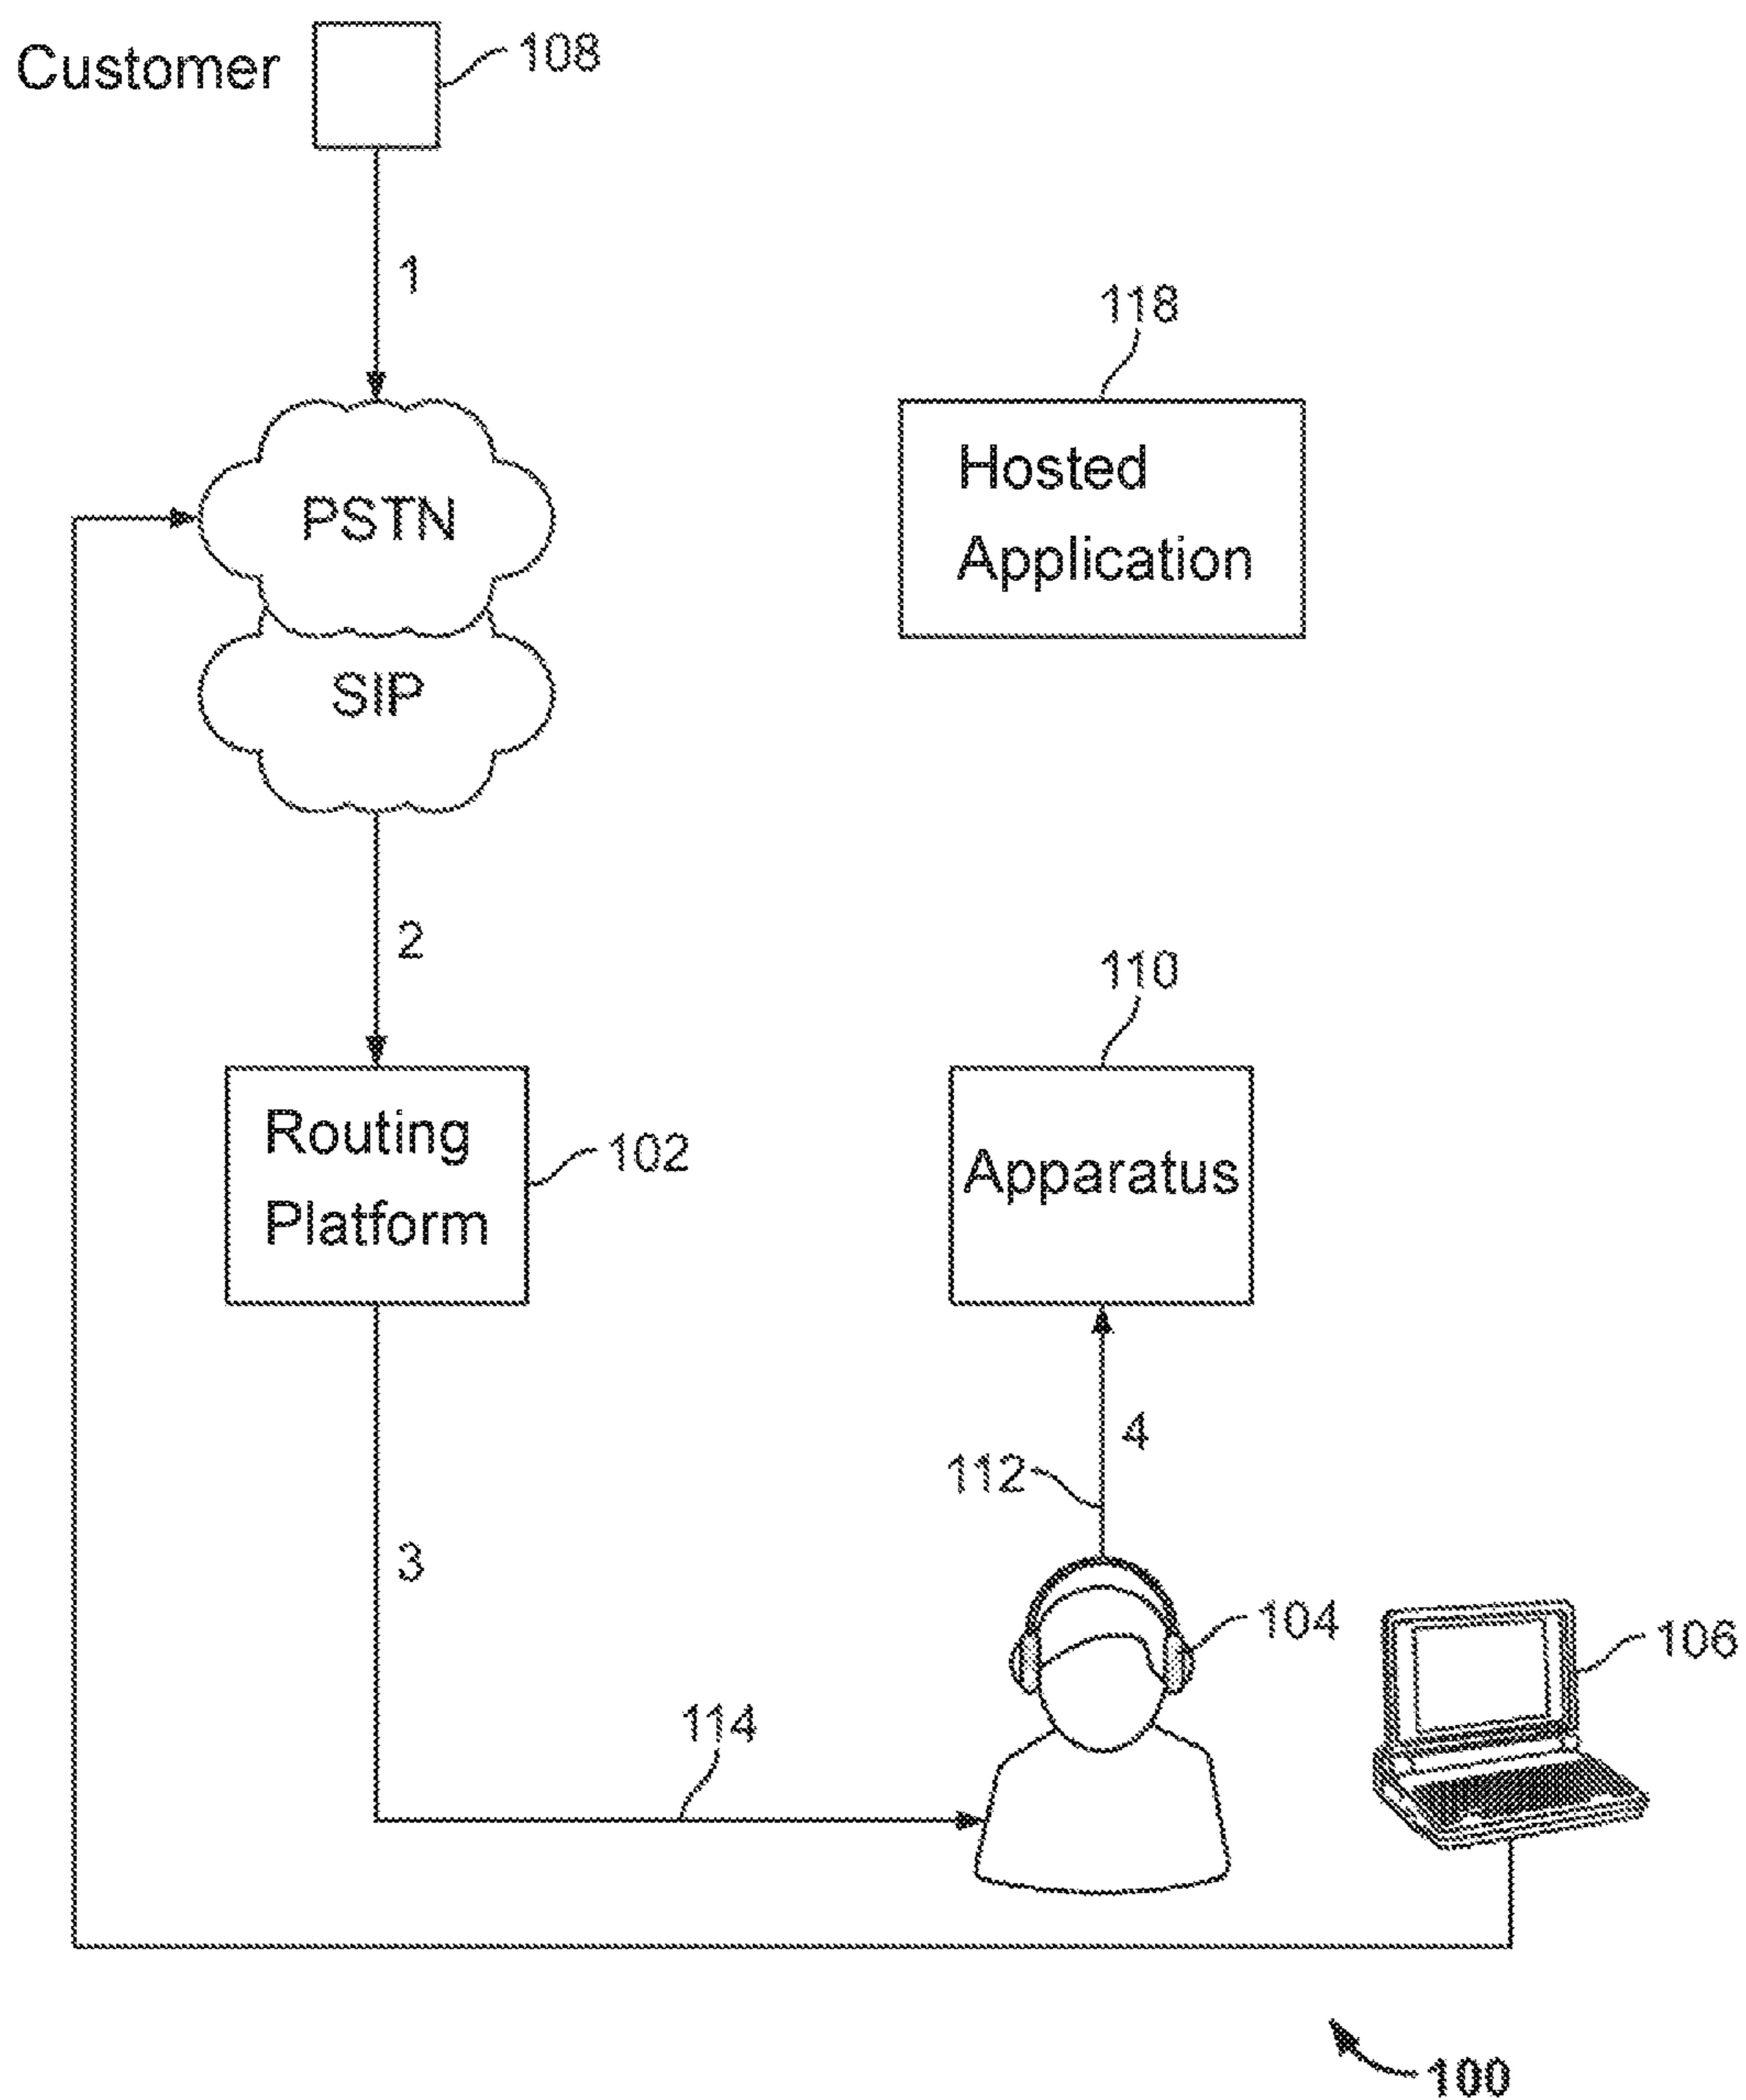 Customer
108
1
118
Hosted
Application
PSTN
SIP
2
110
Routing
Platform
102
Apparatus
4
112
3
104
106
114
100